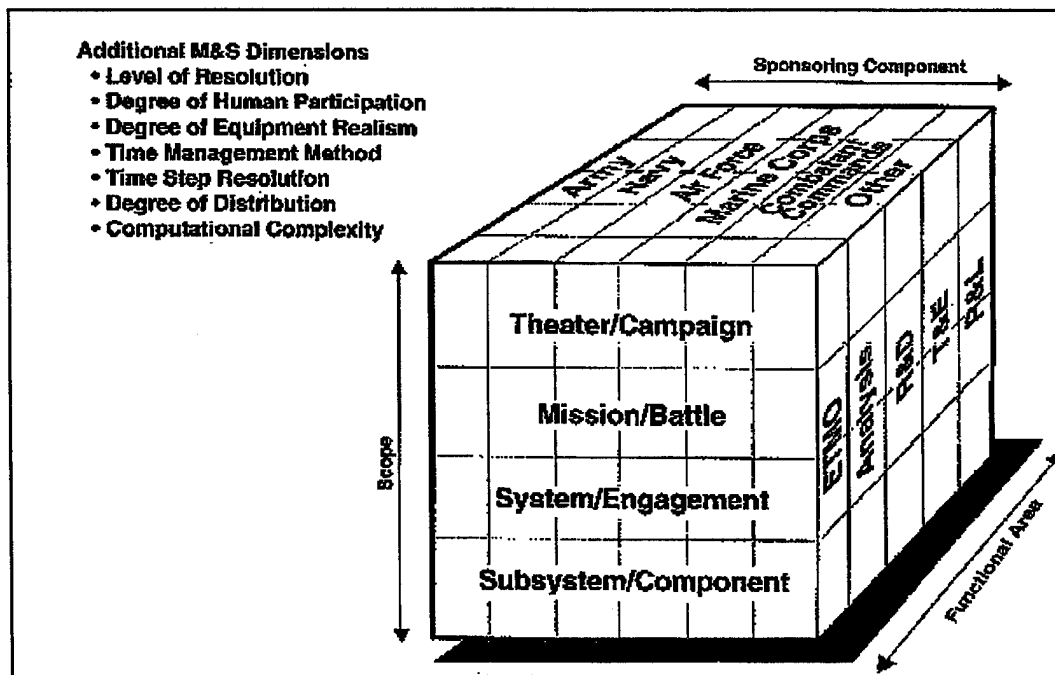 Additional M&S Dimensions
• Level of Resolution
• Degree of Human Participation
• Degree of Equipment Realism
• Time Management Method
• Time Step Resolution
• Degree of Distribution
• Computational Complexity
Sponsoring Component
Army
Navy
Air Force
Marine Corps
Combatant
Commands
Other
Scope
Theater/Campaign
Mission/Battle
System/Engagement
Subsystem/Component
ETMO
Analysis
R&D
T&E
P&L
Functional Area